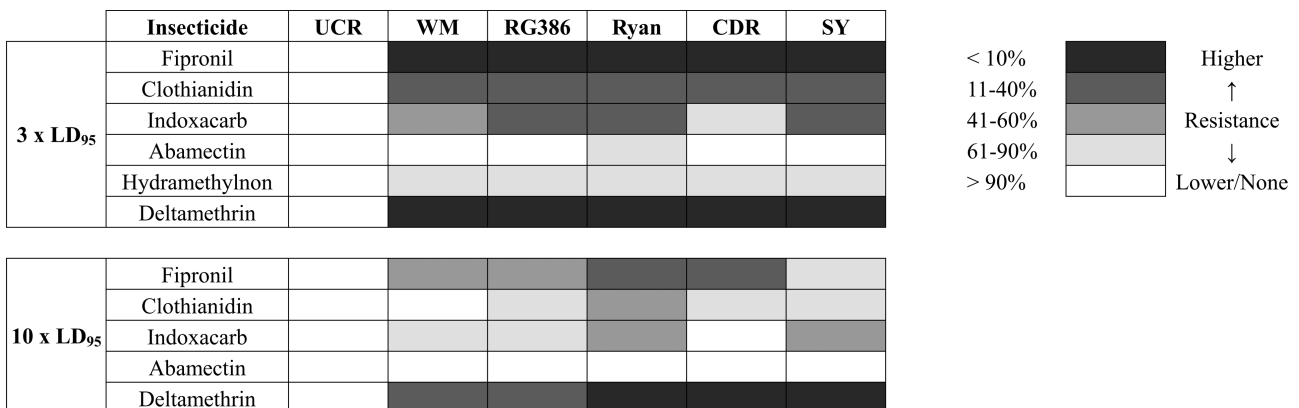 Insecticide UCR WM RG386 Ryan CDR SY
3 x LD95
Fipronil
Clothianidin
Indoxacarb
Abamectin
Hydramethylnon
Deltamethrin
10 x LD95
Fipronil
Clothianidin
Indoxacarb
Abamectin
Deltamethrin
< 10% Higher
11-40% ↑
41-60% Resistance
61-90% ↓
> 90% Lower/None